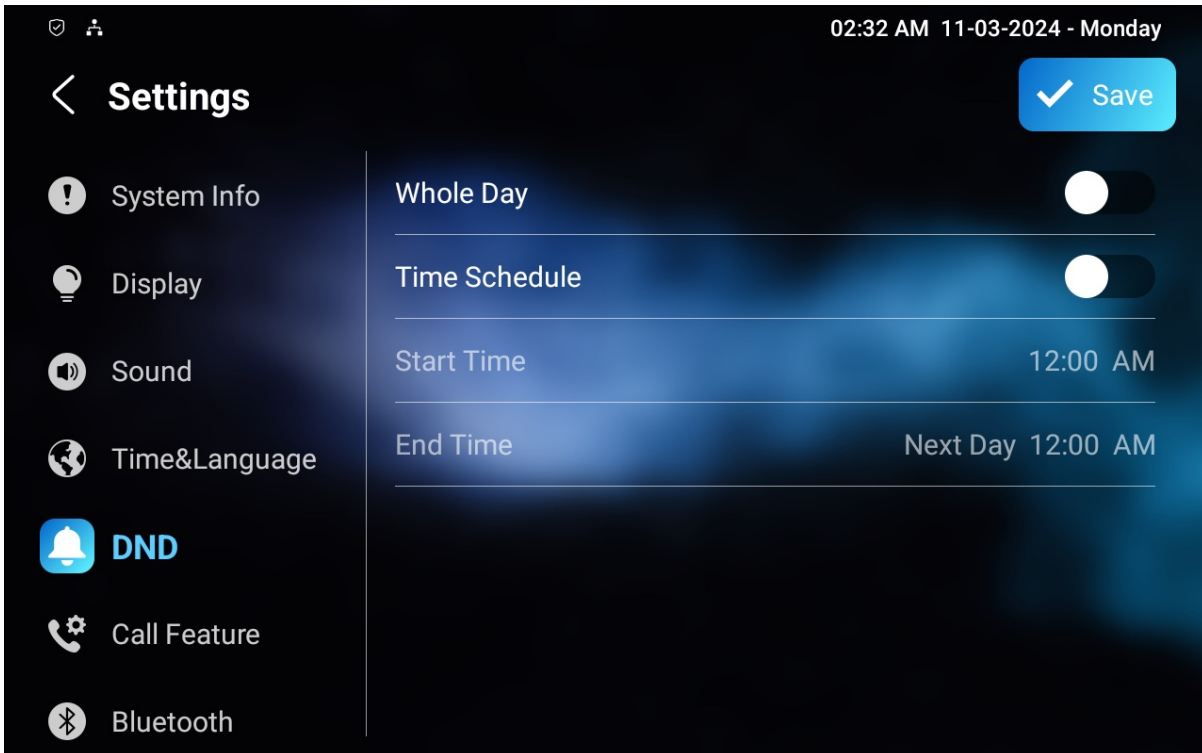 02:32 AM 11-03-2024 - Monday
Settings
Save
System Info
Display
Sound
Time&Language
DND
Call Feature
Bluetooth
Whole Day
Time Schedule
Start Time 12:00 AM
End Time Next Day 12:00 AM